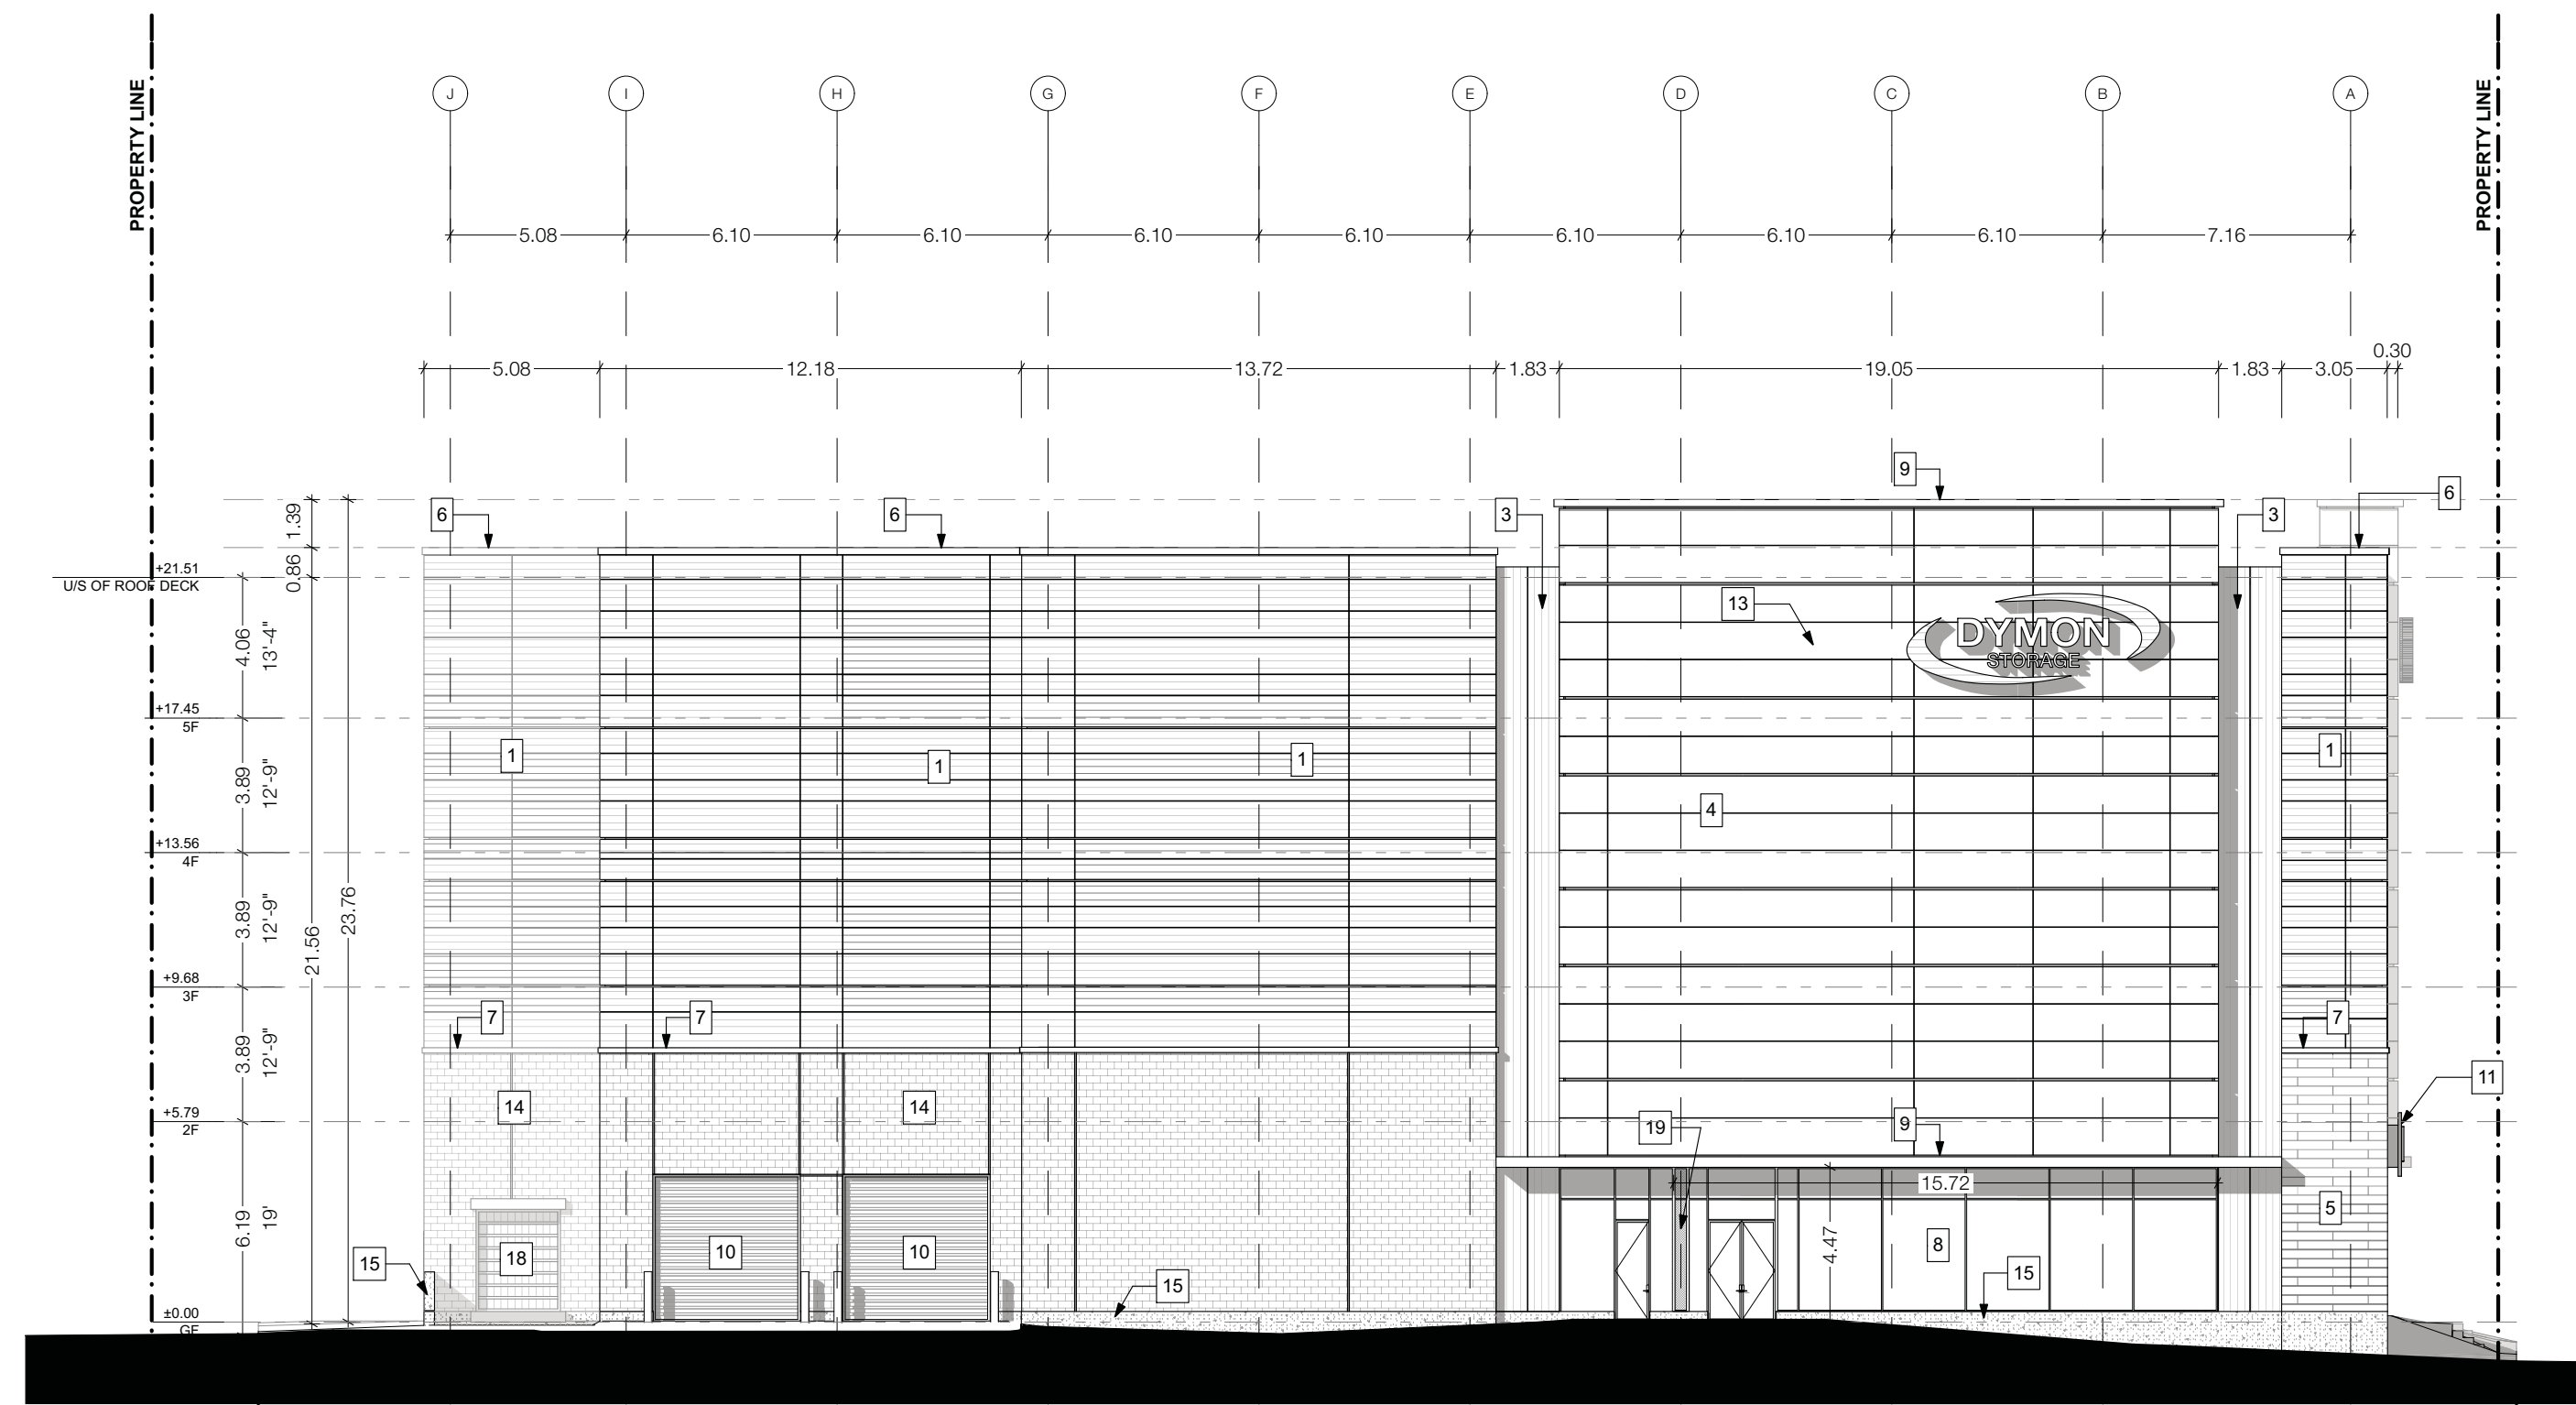 PROPERTY LINE
PROPERTY LINE
J I H G F E D C B A
5.08 6.10 6.10 6.10 6.10 6.10 6.10 6.10 7.16
0.30
5.08 12.18 13.72 1.83 19.05 1.83 3.05
9
6 6 3 3 6
1.39
0.86
+21.51
U/S OF ROOF DECK
13
DYMON
STORAGE
4.06
13'-4"
+17.45
5F
1 1 1 1
3.89
12'-9"
4
+13.56
4F
3.89
12'-9"
21.56
23.76
+9.68
3F
7 7 7
3.89
12'-9"
11
14 14
+5.79
2F
19 9
15.72
6.19
19'
5
4.47
8
15 18 10 10 15 15
±0.00
GF